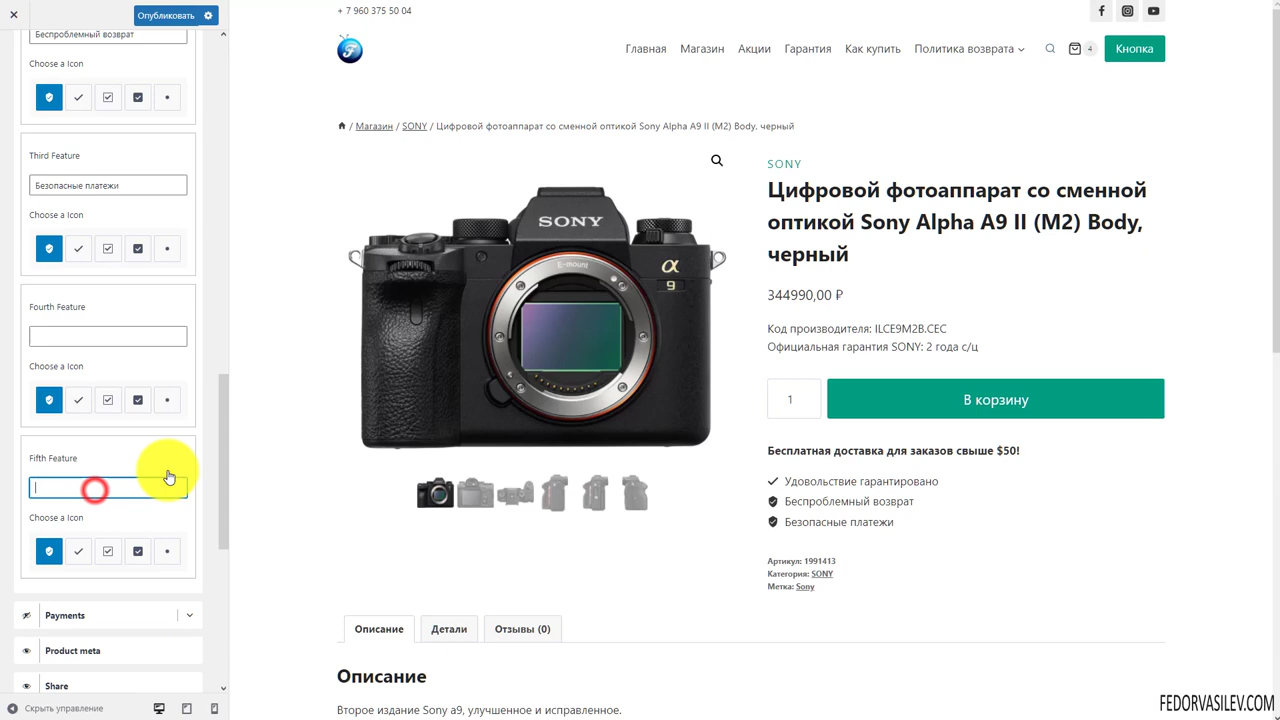 Опубликовать
Беспроблемный возврат
Choose a Icon
Third Feature
Безопасные платежи
Choose a Icon
Fourth Feature
Choose a Icon
Fifth Feature
Choose a Icon
Payments
Product meta
Share
Скрыть управление
+ 7 960 375 50 04
Главная Магазин Акции Гарантия Как купить Политика возврата 4 Кнопка
Магазин / SONY / Цифровой фотоаппарат со сменной оптикой Sony Alpha A9 II (M2) Body, черный
SONY
E-mount
α
9
SONY
Цифровой фотоаппарат со сменной
оптикой Sony Alpha A9 II (M2) Body,
черный
344990,00 ₽
Код производителя: ILCE9M2B.CEC
Официальная гарантия SONY: 2 года с/ц
1 В корзину
Бесплатная доставка для заказов свыше $50!
Удовольствие гарантировано
Беспроблемный возврат
Безопасные платежи
Артикул: 1991413
Категория: SONY
Метка: Sony
Описание Детали Отзывы (0)
Описание
Второе издание Sony a9, улучшенное и исправленное.
FEDORVASILEV.COM